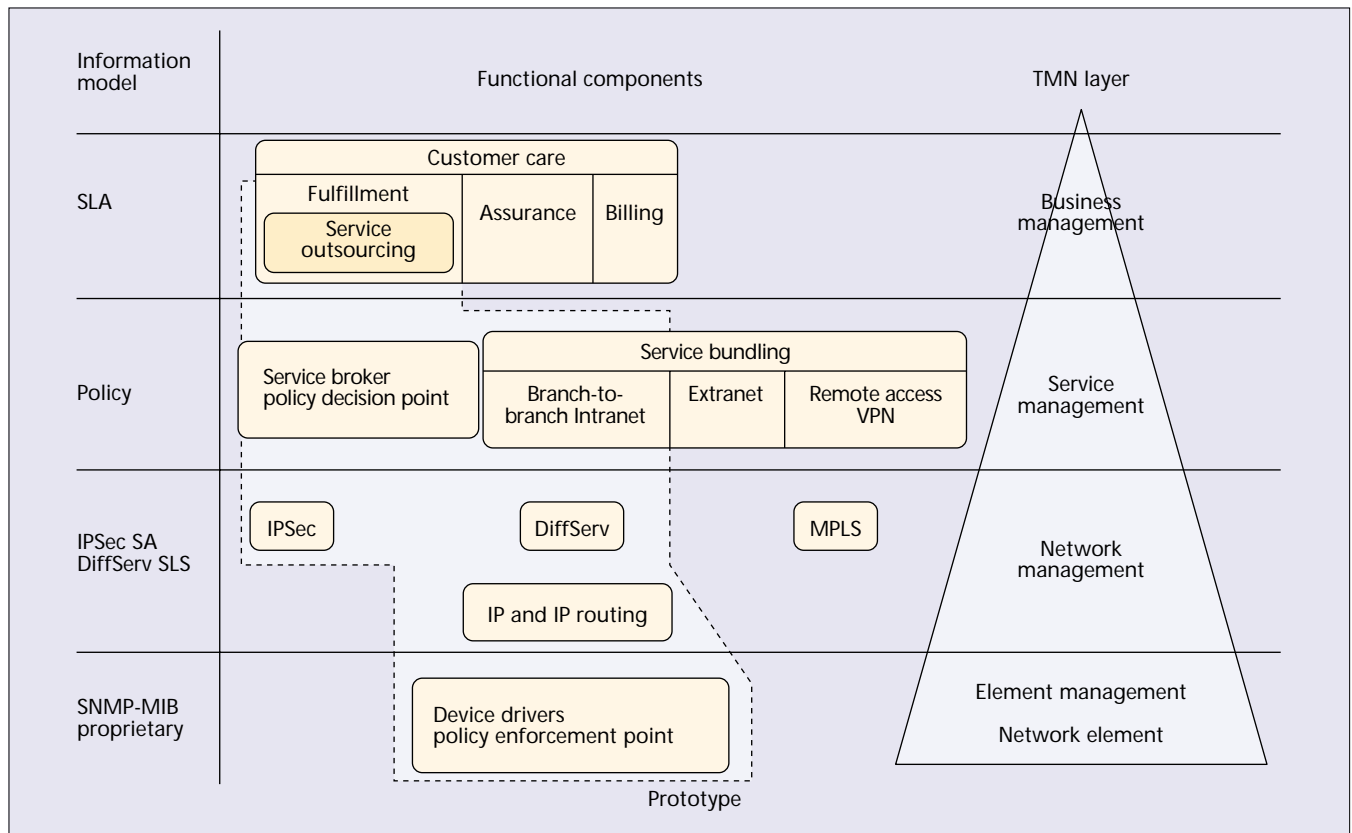 Information
model
Functional components
TMN layer
SLA
Customer care
Fulfillment
Service
outsourcing
Assurance
Billing
Business
management
Policy
Service broker
policy decision point
Service bundling
Branch-to-
branch Intranet
Extranet
Remote access
VPN
Service
management
IPSec SA
DiffServ SLS
IPSec
DiffServ
MPLS
IP and IP routing
Network
management
SNMP-MIB
proprietary
Device drivers
policy enforcement point
Element management
Network element
Prototype